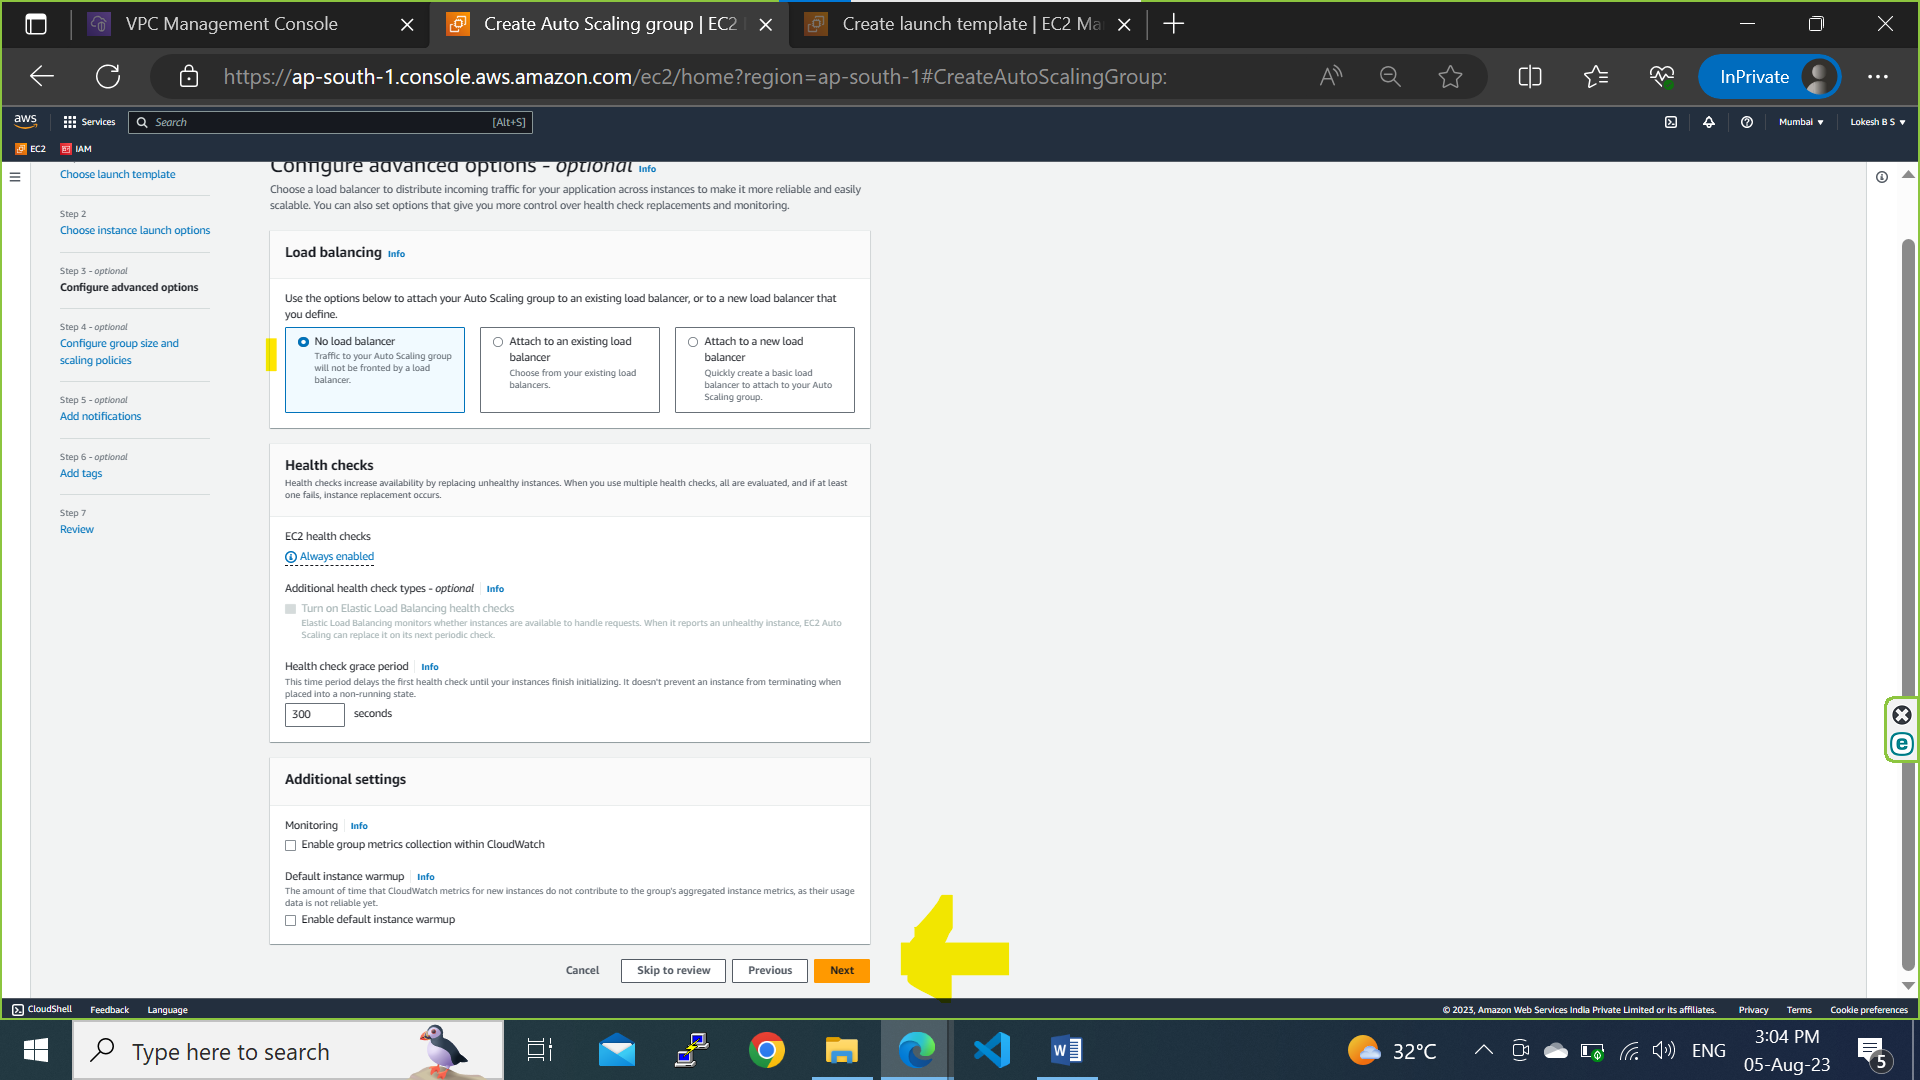 VPC Management Console
Create Auto Scaling group | EC2
Create launch template | EC2 Ma
https://ap-south-1.console.aws.amazon.com/ec2/home?region=ap-south-1#CreateAutoScalingGroup:
InPrivate
aws
Services
Search
[Alt+S]
Mumbai
Lokesh B S
EC2
IAM
Choose launch template
Step 2
Choose instance launch options
Step 3 - optional
Configure advanced options
Step 4 - optional
Configure group size and
scaling policies
Step 5 - optional
Add notifications
Step 6 - optional
Add tags
Step 7
Review
Configure advanced options - optional Info
Choose a load balancer to distribute incoming traffic for your application across instances to make it more reliable and easily
scalable. You can also set options that give you more control over health check replacements and monitoring.
Load balancing Info
Use the options below to attach your Auto Scaling group to an existing load balancer, or to a new load balancer that
you define.
No load balancer
Traffic to your Auto Scaling group
will not be fronted by a load
balancer.
Attach to an existing load
balancer
Choose from your existing load
balancers.
Attach to a new load
balancer
Quickly create a basic load
balancer to attach to your Auto
Scaling group.
Health checks
Health checks increase availability by replacing unhealthy instances. When you use multiple health checks, all are evaluated, and if at least
one fails, instance replacement occurs.
EC2 health checks
Always enabled
Additional health check types - optional Info
Turn on Elastic Load Balancing health checks
Elastic Load Balancing monitors whether instances are available to handle requests. When it reports an unhealthy instance, EC2 Auto
Scaling can replace it on its next periodic check.
Health check grace period Info
This time period delays the first health check until your instances finish initializing. It doesn't prevent an instance from terminating when
placed into a non-running state.
300 seconds
Additional settings
Monitoring Info
Enable group metrics collection within CloudWatch
Default instance warmup Info
The amount of time that CloudWatch metrics for new instances do not contribute to the group's aggregated instance metrics, as their usage
data is not reliable yet.
Enable default instance warmup
Cancel
Skip to review
Previous
Next
CloudShell
Feedback
Language
© 2023, Amazon Web Services India Private Limited or its affiliates.
Privacy
Terms
Cookie preferences
Type here to search
32°C
ENG
3:04 PM
05-Aug-23
5